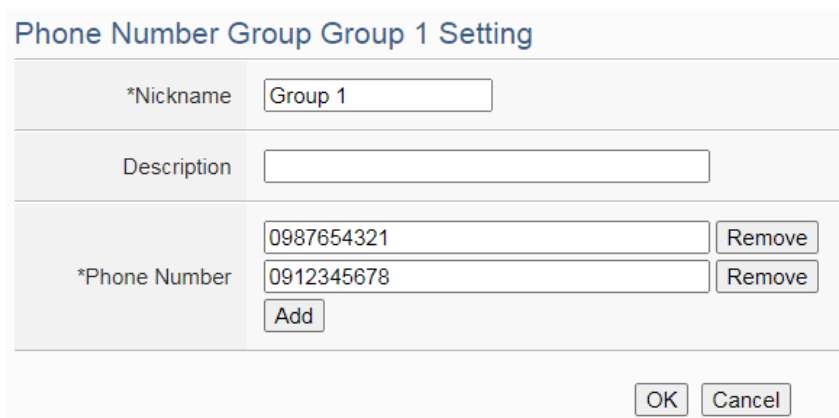 Phone Number Group Group 1 Setting
*Nickname Group 1
Description
0987654321 Remove
*Phone Number 0912345678 Remove
Add
OK Cancel